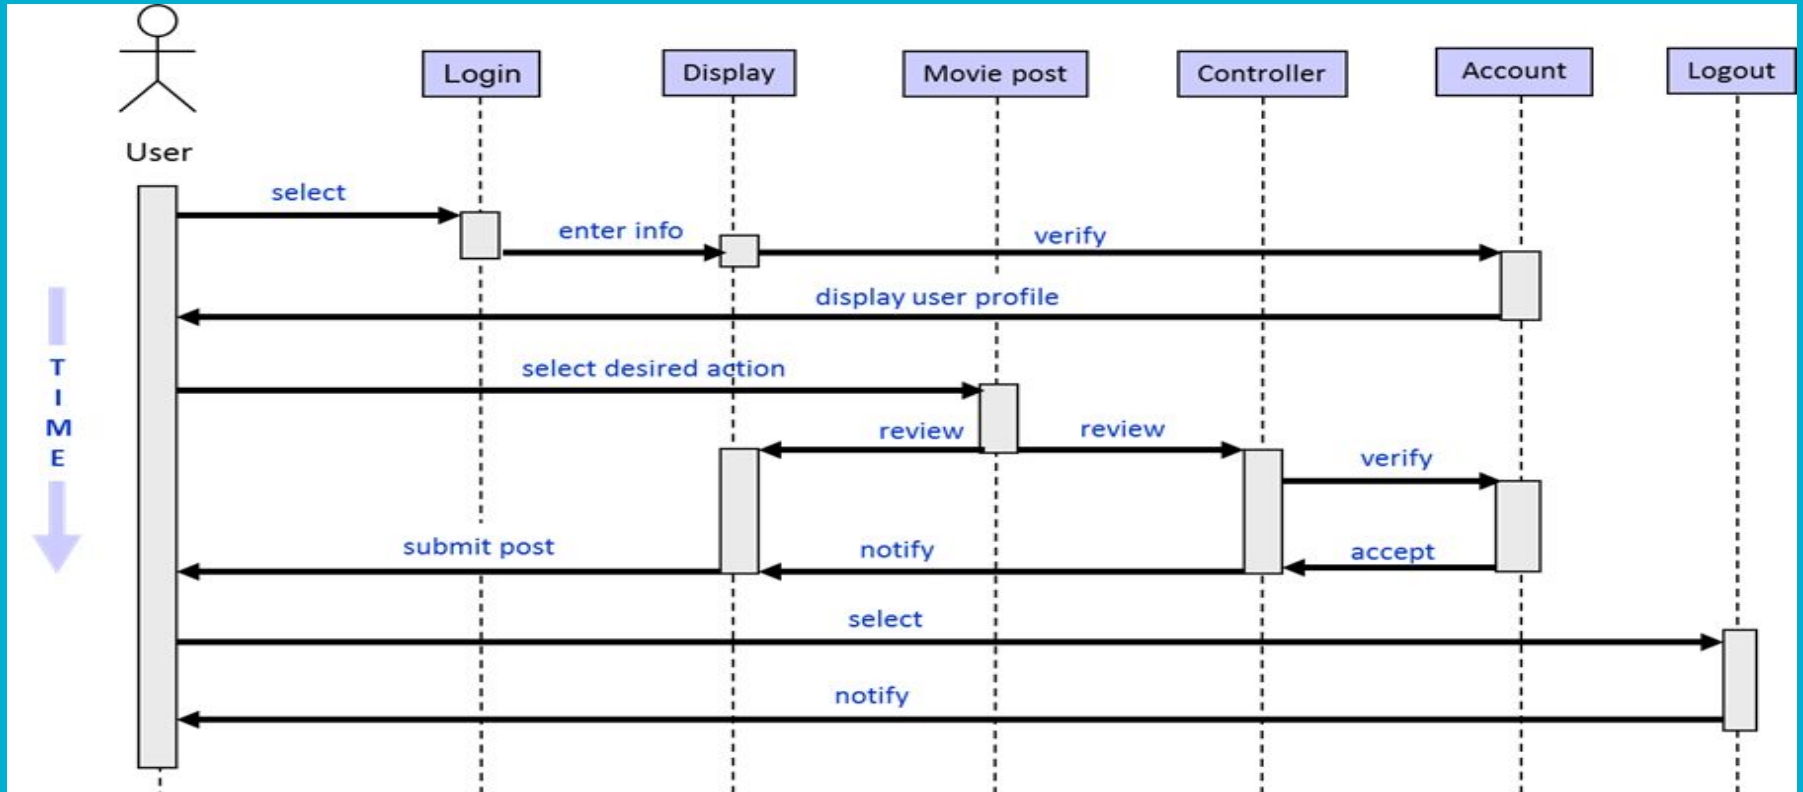 Login
Display
Movie post
Controller
Account
Logout
User
select
enter info
verify
display user profile
select desired action
review
review
verify
submit post
notify
accept
select
notify
T
I
M
E